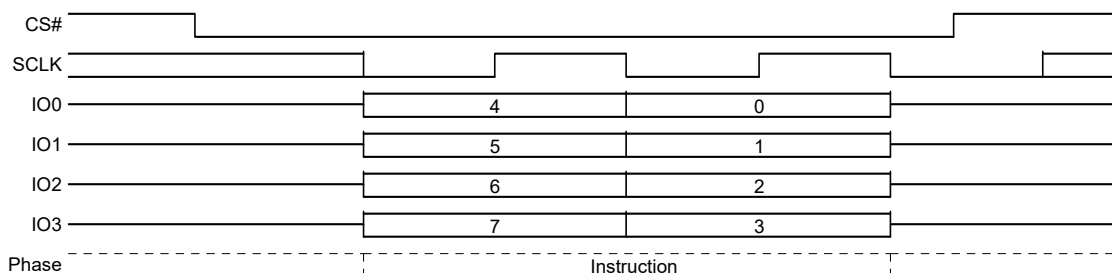 CS#
SCLK
IO0 4 0
IO1 5 1
IO2 6 2
IO3 7 3
Phase Instruction